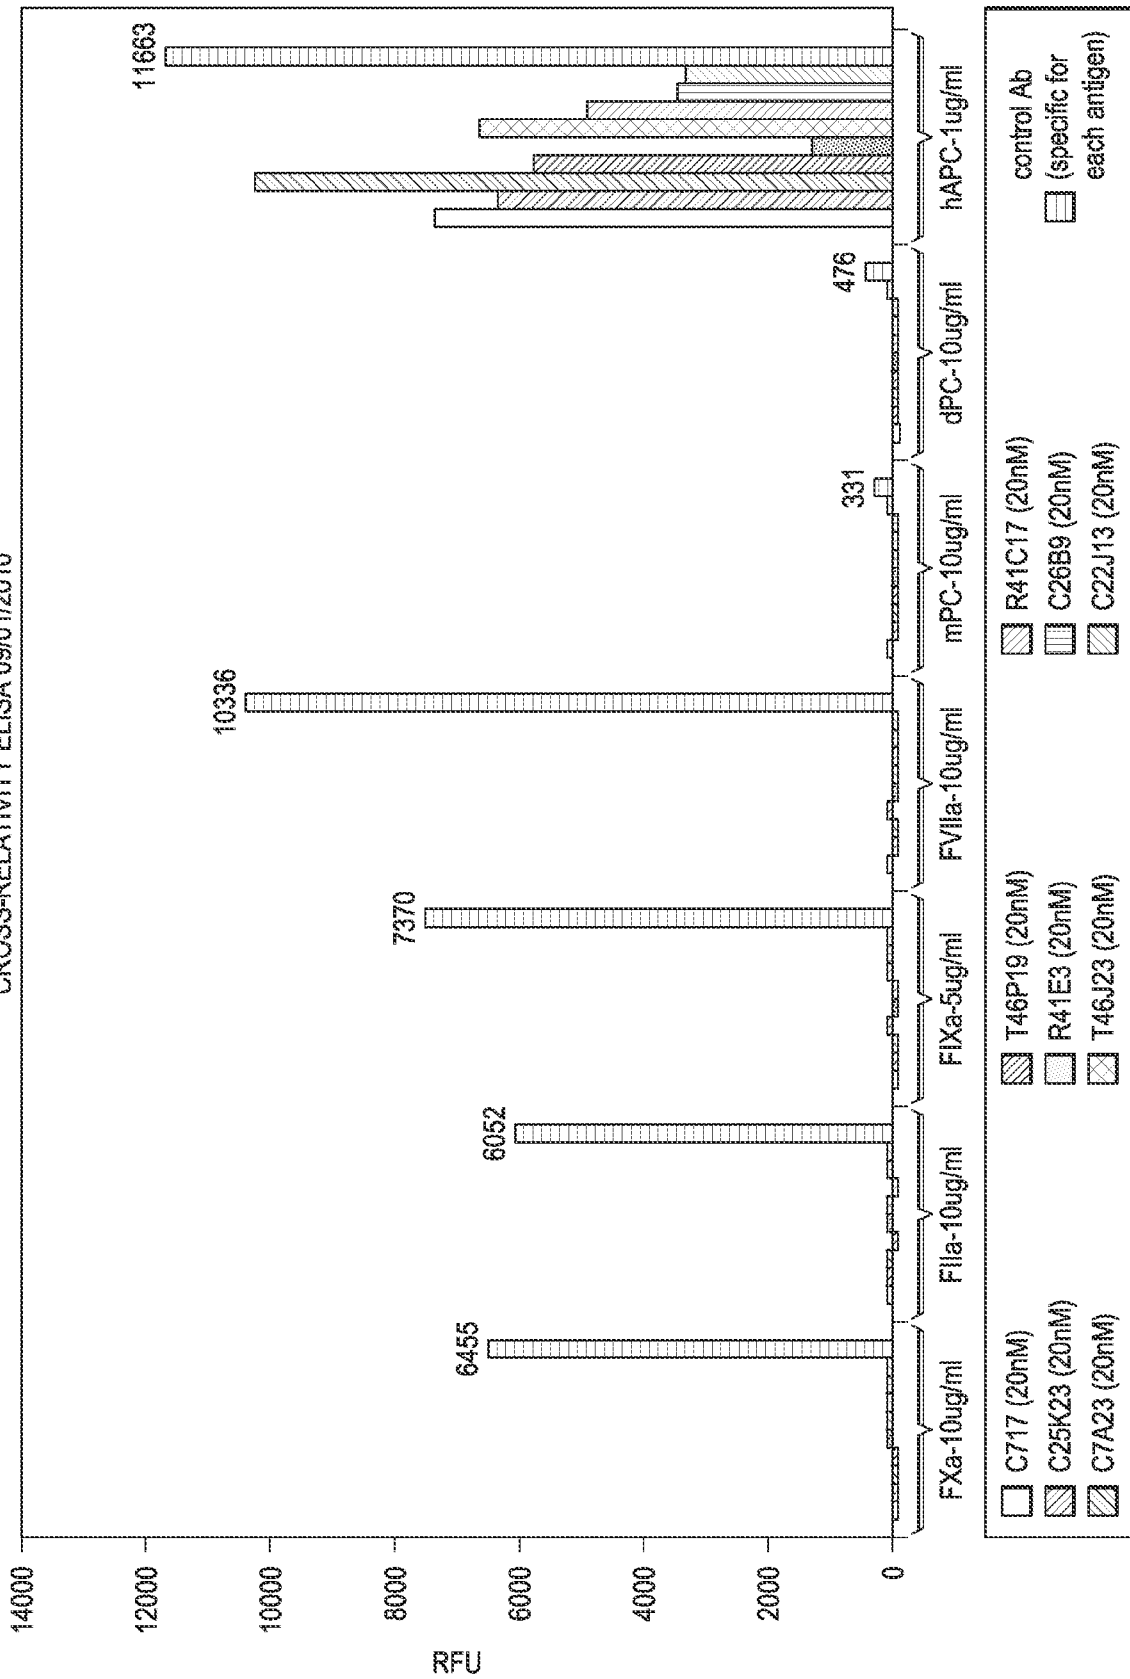 CROSS-RELATIVITY ELISA 09/01/2010
14000
12000
10000
8000
6000
4000
2000
0
RFU
6455
6052
7370
10336
331
476
11663
FXa-10ug/ml
FIIa-10ug/ml
FIXa-5ug/ml
FVIIa-10ug/ml
mPC-10ug/ml
dPC-10ug/ml
hAPC-1ug/ml
C717 (20nM)
C25K23 (20nM)
C7A23 (20nM)
T46P19 (20nM)
R41E3 (20nM)
T46J23 (20nM)
R41C17 (20nM)
C26B9 (20nM)
C22J13 (20nM)
control Ab
(specific for
each antigen)